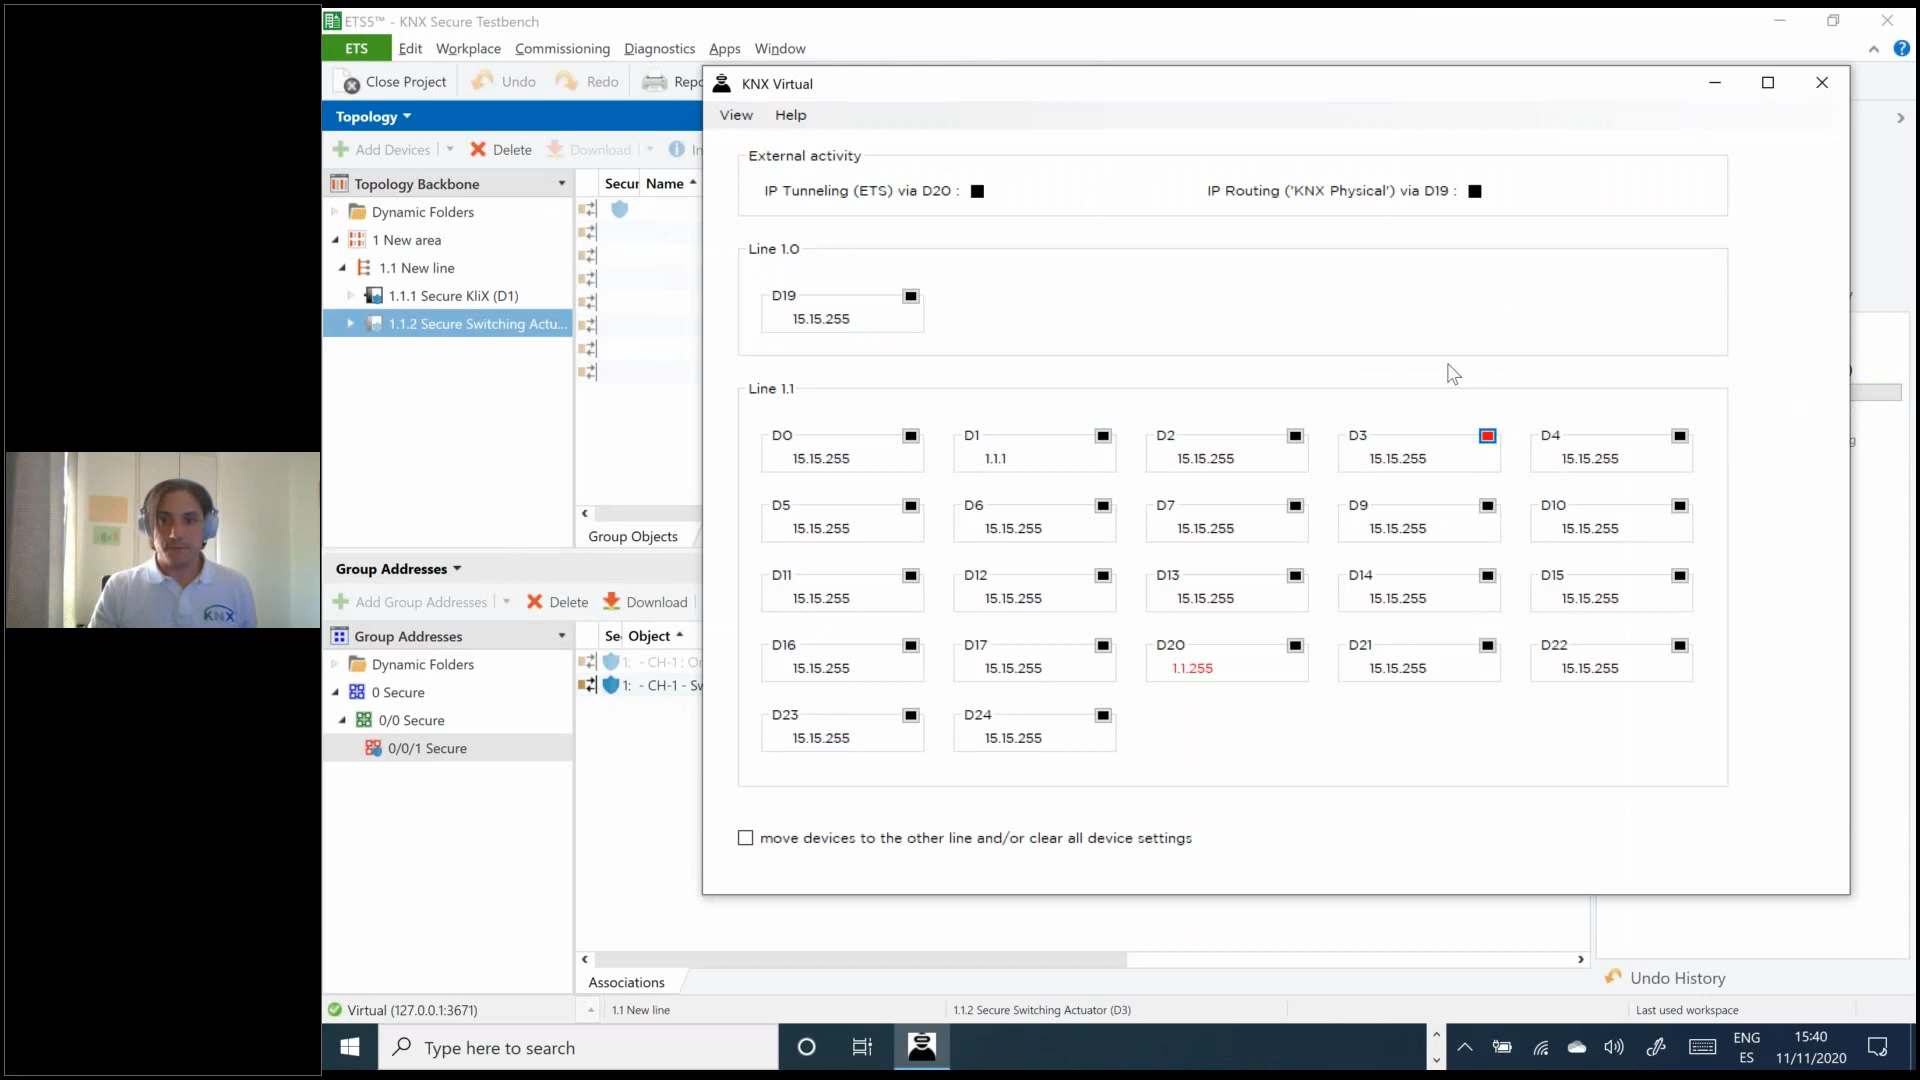 ETS5™ - KNX Secure Testbench
ETS Edit Workplace Commissioning Diagnostics Apps Window
Close Project Undo Redo
KNX Virtual
View Help
Topology
Add Devices Delete Download
Topology Backbone
Name
Dynamic Folders
1 New area
1.1 New line
1.1.1 Secure KliX (D1)
1.1.2 Secure Switching Actu...
Group Objects
Group Addresses
Add Group Addresses Delete Download
Group Addresses
Object
Dynamic Folders
0 Secure
0/0 Secure
0/0/1 Secure
1: - CH-1 : Or
1: - CH-1 - Sw
Associations
External activity
IP Tunneling (ETS) via D20 :
IP Routing ('KNX Physical') via D19 :
Line 1.0
D19
15.15.255
Line 1.1
D0 D1 D2 D3 D4
15.15.255 1.1.1 15.15.255 15.15.255 15.15.255
D5 D6 D7 D9 D10
15.15.255 15.15.255 15.15.255 15.15.255 15.15.255
D11 D12 D13 D14 D15
15.15.255 15.15.255 15.15.255 15.15.255 15.15.255
D16 D17 D20 D21 D22
15.15.255 15.15.255 1.1.255 15.15.255 15.15.255
D23 D24
15.15.255 15.15.255
move devices to the other line and/or clear all device settings
Undo History
Virtual (127.0.0.1:3671) 1.1 New line 1.1.2 Secure Switching Actuator (D3) Last used workspace
Type here to search
ENG
ES
15:40
11/11/2020
KNX